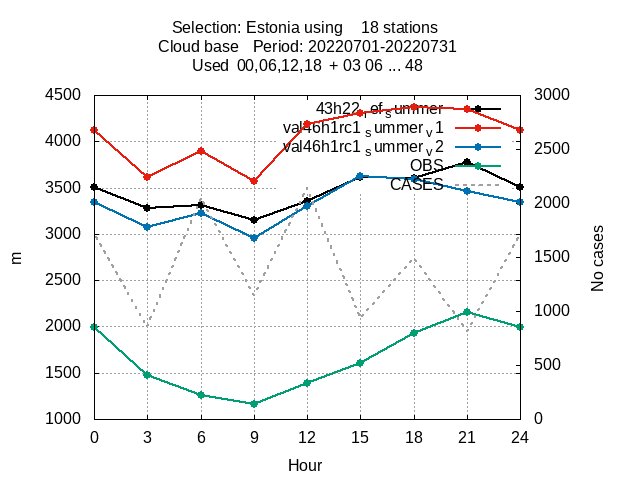 Selection: Estonia using 18 stations
Cloud base Period: 20220701-20220731
Used 00,06,12,18 + 03 06 ... 48
4500
4000
3500
3000
2500
2000
1500
1000
m
3000
2500
2000
1500
1000
500
0
No cases
43h22_ref_summer
val46h1rc1_summer_v1
val46h1rc1_summer_v2
OBS
CASES
0 3 6 9 12 15 18 21 24
Hour